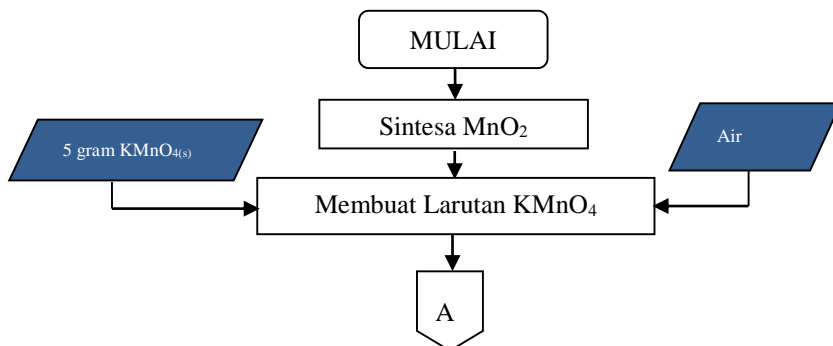 MULAI
Sintesa MnO₂
5 gram KMnO₄₍ₛ₎
Air
Membuat Larutan KMnO₄
A